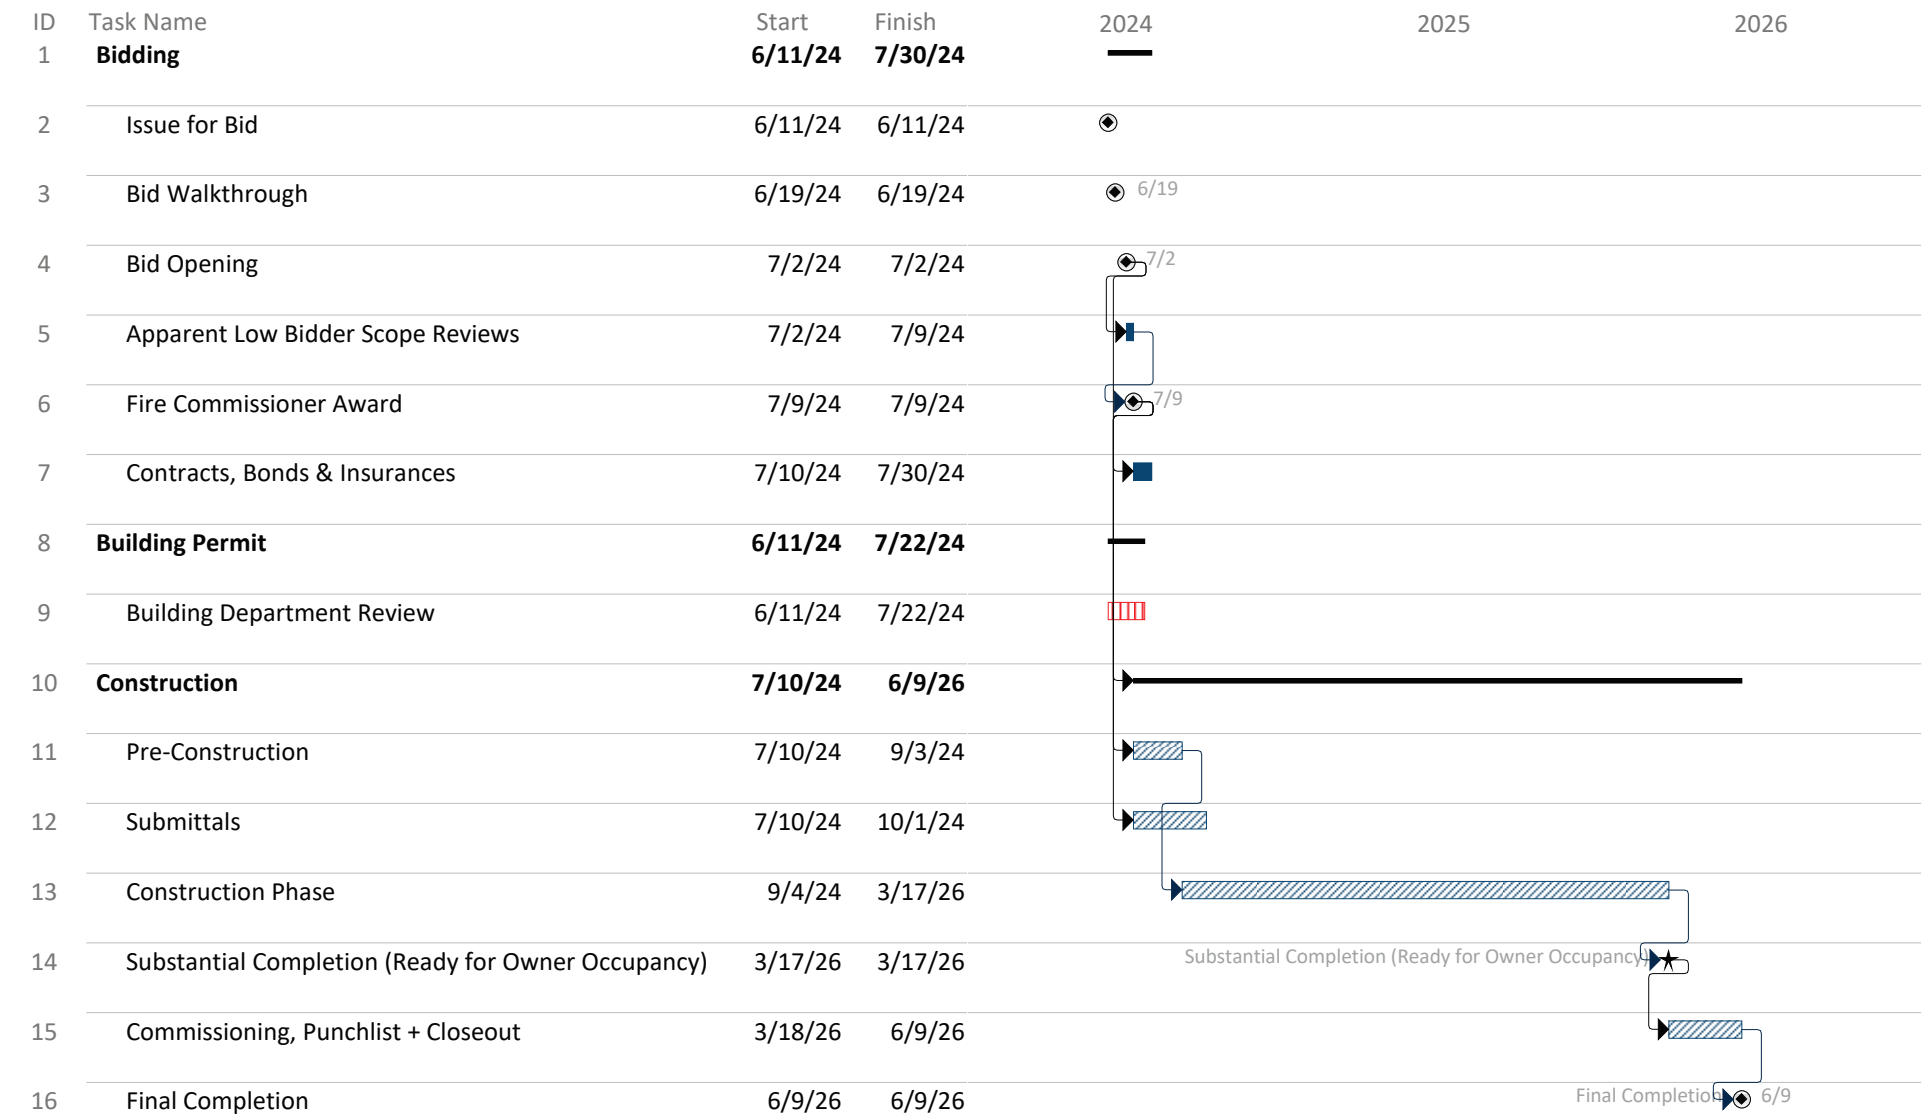 ID Task Name Start Finish 2024 2025 2026
1 Bidding 6/11/24 7/30/24
2 Issue for Bid 6/11/24 6/11/24
3 Bid Walkthrough 6/19/24 6/19/24 6/19
4 Bid Opening 7/2/24 7/2/24 7/2
5 Apparent Low Bidder Scope Reviews 7/2/24 7/9/24
6 Fire Commissioner Award 7/9/24 7/9/24 7/9
7 Contracts, Bonds & Insurances 7/10/24 7/30/24
8 Building Permit 6/11/24 7/22/24
9 Building Department Review 6/11/24 7/22/24
10 Construction 7/10/24 6/9/26
11 Pre-Construction 7/10/24 9/3/24
12 Submittals 7/10/24 10/1/24
13 Construction Phase 9/4/24 3/17/26
14 Substantial Completion (Ready for Owner Occupancy) 3/17/26 3/17/26 Substantial Completion (Ready for Owner Occupancy)
15 Commissioning, Punchlist + Closeout 3/18/26 6/9/26
16 Final Completion 6/9/26 6/9/26 Final Completion 6/9